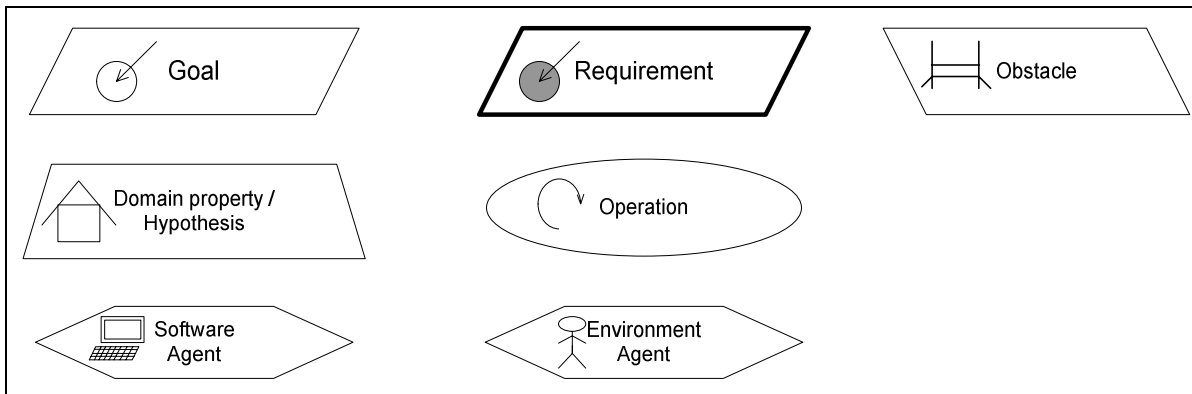 Goal
Requirement
Obstacle
Domain property /
Hypothesis
Operation
Software
Agent
Environment
Agent